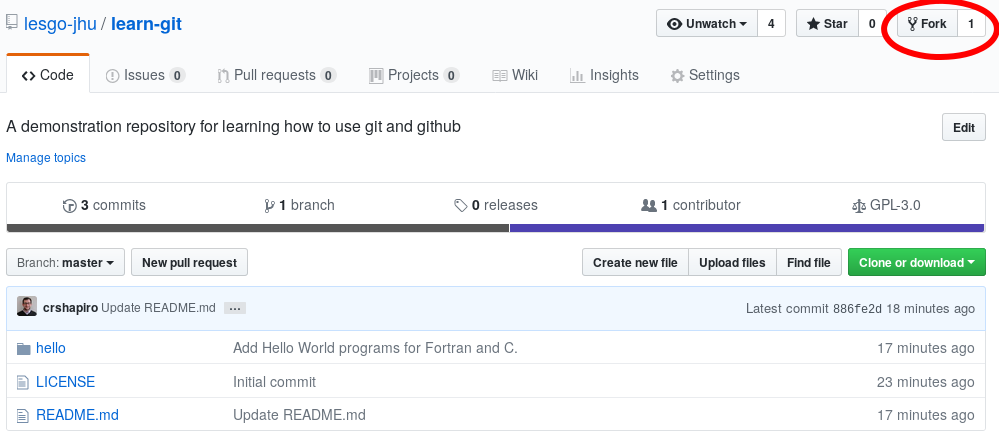 lesgo-jhu / learn-git Unwatch 4 Star 0 Fork 1
Code Issues 0 Pull requests 0 Projects 0 Wiki Insights Settings
A demonstration repository for learning how to use git and github Edit
Manage topics
3 commits 1 branch 0 releases 1 contributor GPL-3.0
Branch: master New pull request Create new file Upload files Find file Clone or download
crshapiro Update README.md ... Latest commit 886fe2d 18 minutes ago
hello Add Hello World programs for Fortran and C. 17 minutes ago
LICENSE Initial commit 23 minutes ago
README.md Update README.md 17 minutes ago